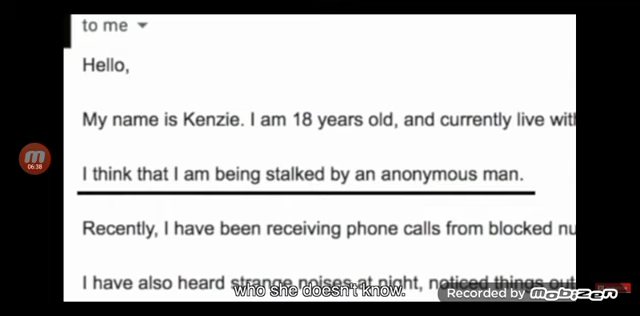 to me
Hello,
My name is Kenzie. I am 18 years old, and currently live with
I think that I am being stalked by an anonymous man.
06:38
Recently, I have been receiving phone calls from blocked nu
I have also heard strange noises at night, noticed things out
who she doesn't know.
Recorded by mobizen